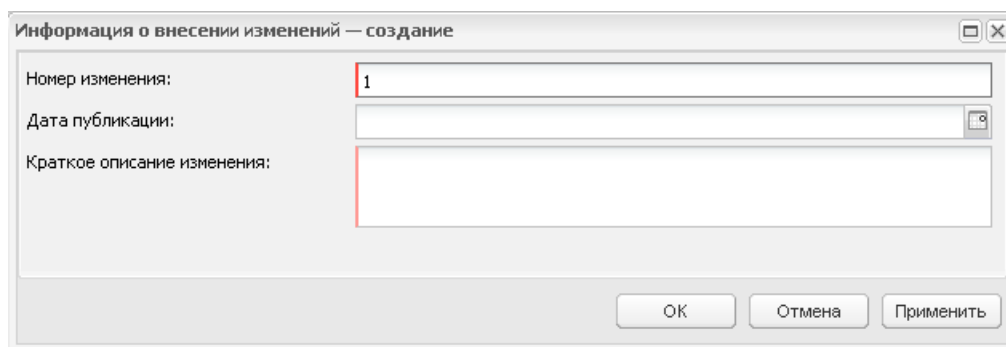 Информация о внесении изменений — создание
Номер изменения:
1
Дата публикации:
Краткое описание изменения:
ОК
Отмена
Применить